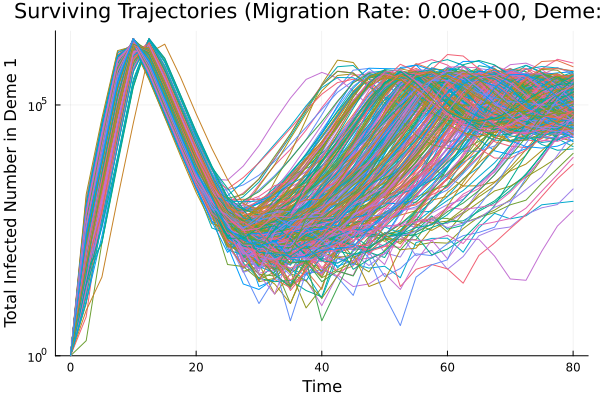 Surviving Trajectories (Migration Rate: 0.00e+00, Deme:
Total Infected Number in Deme 1
10^5
10^0
0 20 40 60 80
Time